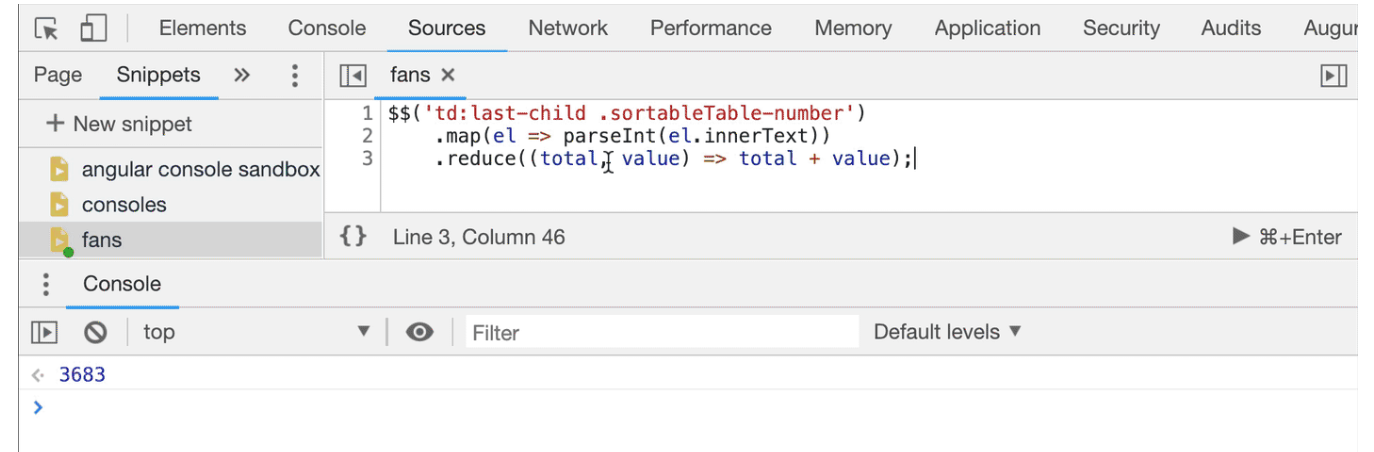 Elements Console Sources Network Performance Memory Application Security Audits Augur
Page Snippets » fans ×
+ New snippet
angular console sandbox
consoles
fans
1 $$('td:last-child .sortableTable-number')
2 .map(el => parseInt(el.innerText))
3 .reduce((total, value) => total + value);
{} Line 3, Column 46 ⌘+Enter
Console
top Filter Default levels ▼
3683